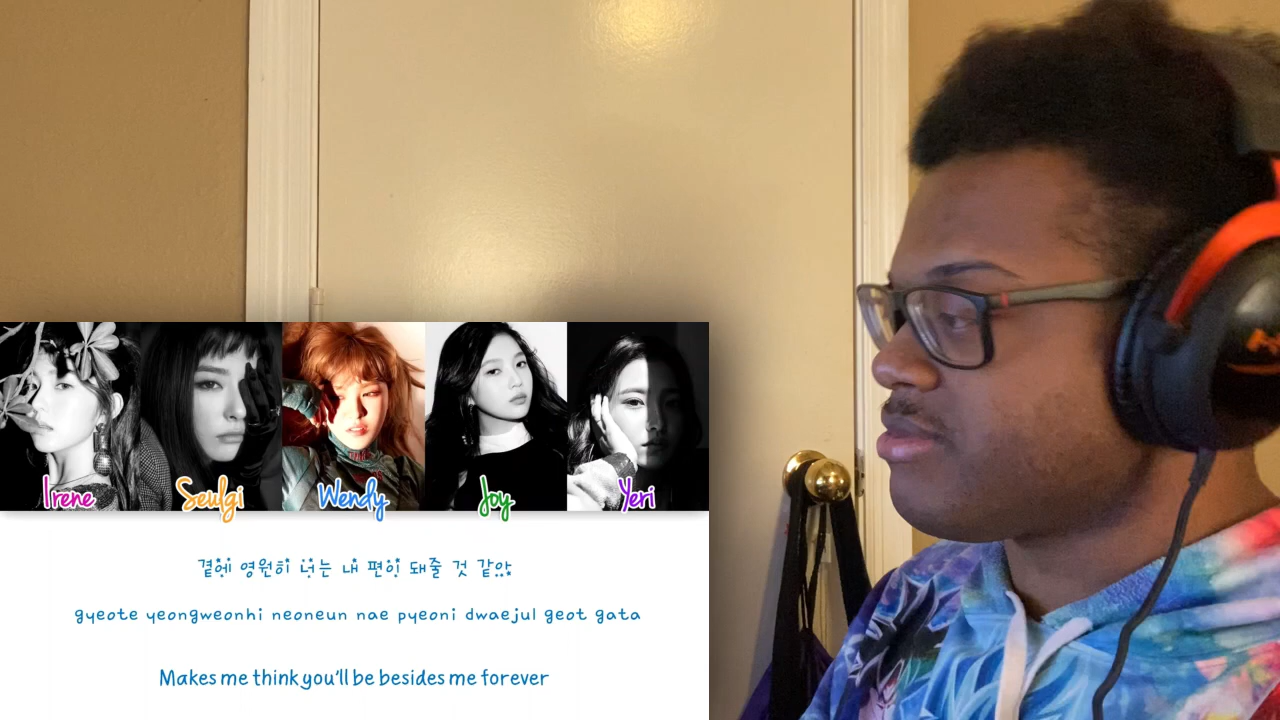 Irene Seulgi Wendy Joy Yeri
곁에 영원히 너는 내 편이 돼줄 것 같아
gyeote yeongweonhi neoneun nae pyeoni dwaejul geot gata
Makes me think you'll be besides me forever